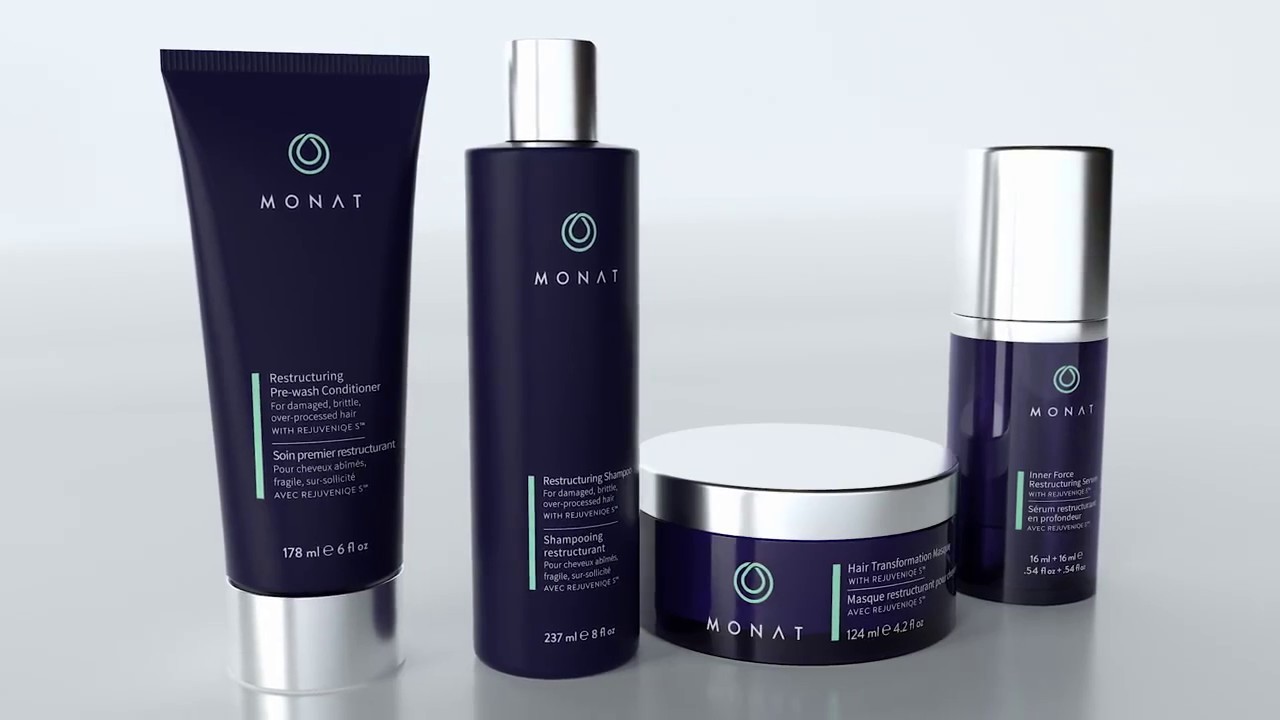 MONAT
Restructuring
Pre-wash Conditioner
For damaged, brittle,
over-processed hair
WITH REJUVENIQE S™
Soin premier restructurant
Pour cheveux abîmés,
fragile, sur-sollicité
AVEC REJUVENIQE S™
178 ml ℮ 6 fl oz
MONAT
Restructuring Shampoo
For damaged, brittle,
over-processed hair
WITH REJUVENIQE S™
Shampooing
restructurant
Pour cheveux abîmés,
fragile, sur-sollicité
AVEC REJUVENIQE S™
237 ml ℮ 8 fl oz
MONAT
Hair Transformation Masque
WITH REJUVENIQE S™
Masque restructurant pour
AVEC REJUVENIQE S™
124 ml ℮ 4.2 fl oz
MONAT
Inner Force
Restructuring Serum
WITH REJUVENIQE S™
Sérum restructurant
en profondeur
AVEC REJUVENIQE S™
16 ml + 16 ml ℮
.54 fl oz + .54 fl oz